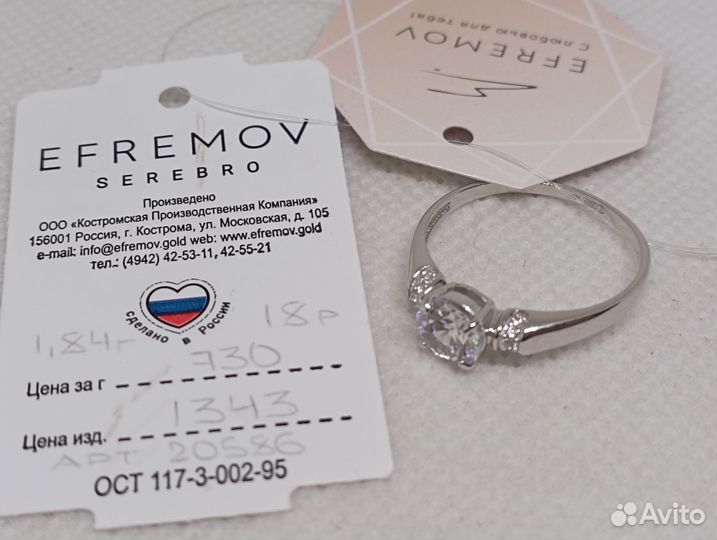 EFREMOV
SEREBRO
Произведено
ООО «Костромская Производственная Компания»
156001 Россия, г. Кострома, ул. Московская, д. 105
e-mail: info@efremov.gold web: www.efremov.gold
тел.: (4942) 42-53-11, 42-55-21
сделано в России
1,84г 18р
730
Цена за г
1343
Цена изд.
АРТ 20586
ОСТ 117-3-002-95
EFREMOV
С любовью для тебя!
Avito